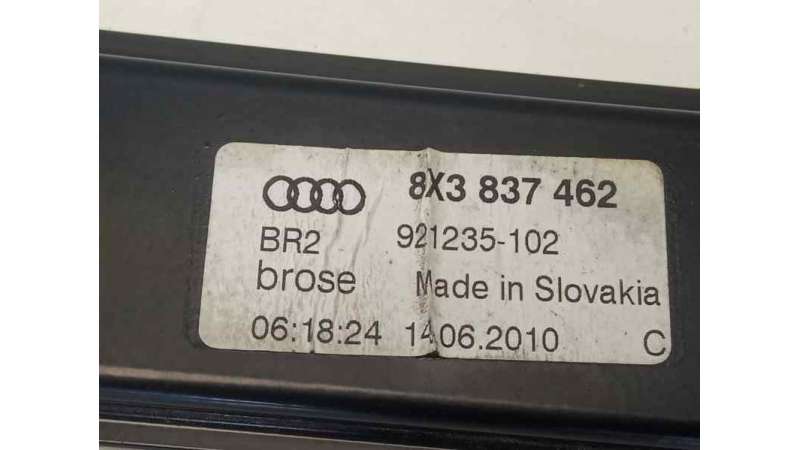 8X3 837 462
BR2 921235-102
brose Made in Slovakia
06:18:24 14.06.2010 C